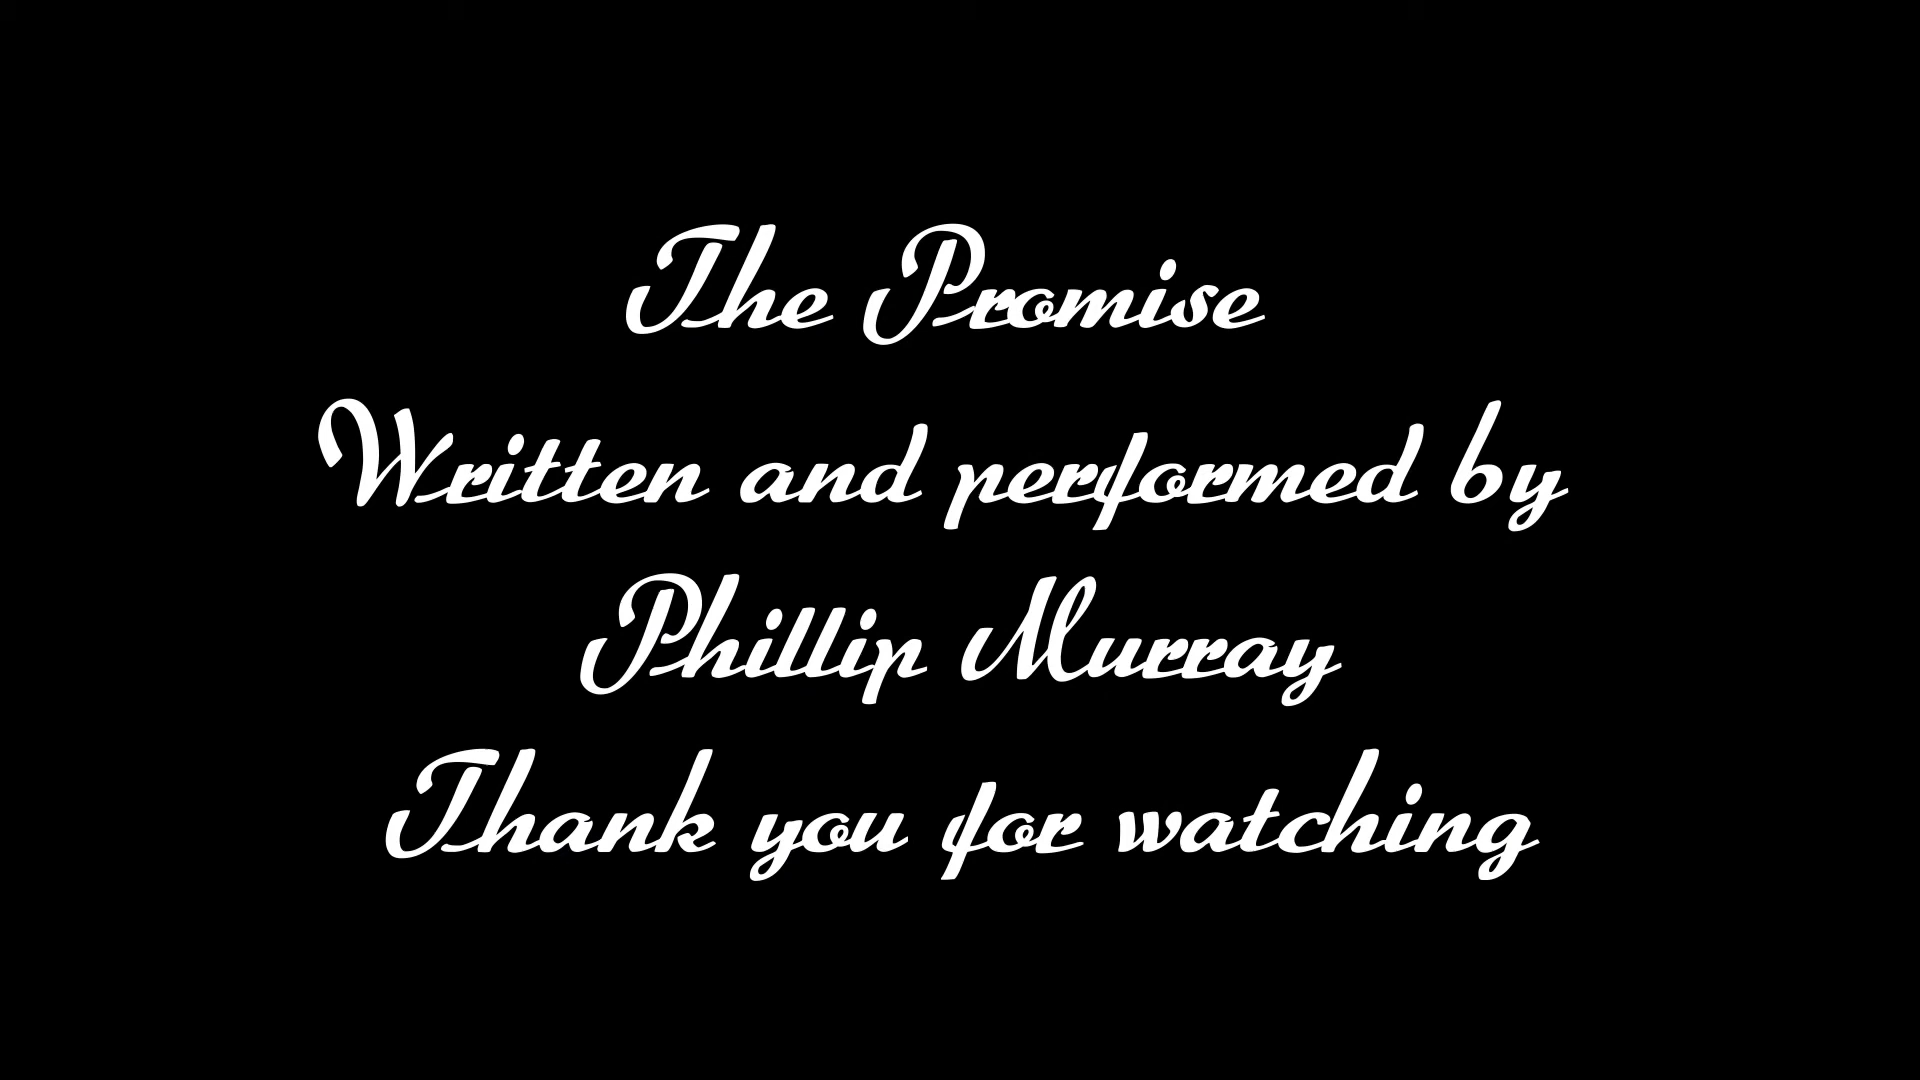 The Promise
Written and performed by
Phillip Murray
Thank you for watching